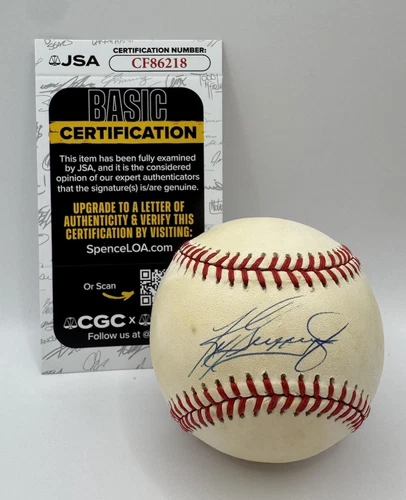 JSA
CERTIFICATION NUMBER:
CF86218
BASIC
CERTIFICATION
This item has been fully examined
by JSA, and it is the considered
opinion of our expert authenticators
that the signature(s) is/are genuine.
UPGRADE TO A LETTER OF
AUTHENTICITY & VERIFY THIS
CERTIFICATION BY VISITING:
SpenceLOA.com
Or Scan
CGC x
Follow us at @